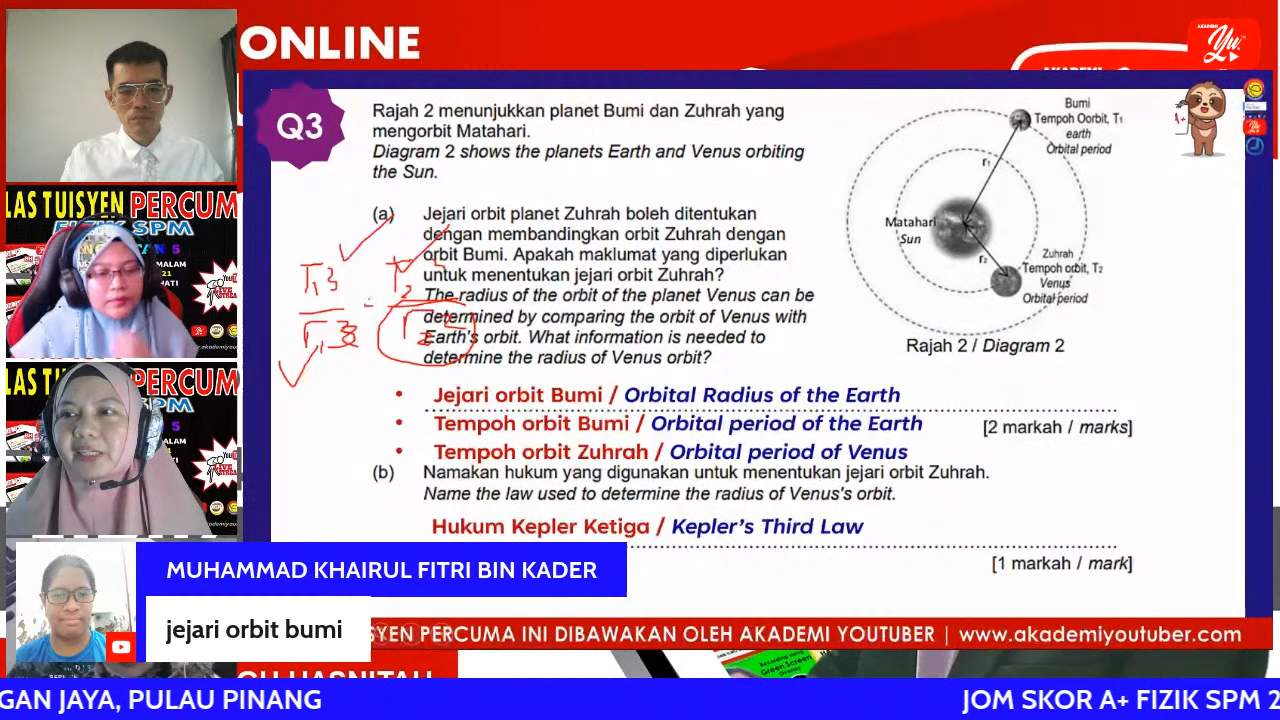 ONLINE
AKADEMI
Yu
Q3
Rajah 2 menunjukkan planet Bumi dan Zuhrah yang
mengorbit Matahari.
Diagram 2 shows the planets Earth and Venus orbiting
the Sun.
(a) Jejari orbit planet Zuhrah boleh ditentukan
dengan membandingkan orbit Zuhrah dengan
orbit Bumi. Apakah maklumat yang diperlukan
untuk menentukan jejari orbit Zuhrah?
The radius of the orbit of the planet Venus can be
determined by comparing the orbit of Venus with
Earth's orbit. What information is needed to
determine the radius of Venus orbit?
Bumi
Tempoh Oorbit, T1
earth
Orbital period
r1
Matahari
Sun
r2
Zuhrah
Tempoh orbit, T2
Venus
Orbital period
Rajah 2 / Diagram 2
• Jejari orbit Bumi / Orbital Radius of the Earth
• Tempoh orbit Bumi / Orbital period of the Earth
[2 markah / marks]
• Tempoh orbit Zuhrah / Orbital period of Venus
(b) Namakan hukum yang digunakan untuk menentukan jejari orbit Zuhrah.
Name the law used to determine the radius of Venus's orbit.
Hukum Kepler Ketiga / Kepler's Third Law
[1 markah / mark]
LAS TUISYEN PERCUM
FIZIK SPM
MUHAMMAD KHAIRUL FITRI BIN KADER
jejari orbit bumi
SYEN PERCUMA INI DIBAWAKAN OLEH AKADEMI YOUTUBER | www.akademiyoutuber.com
GAN JAYA, PULAU PINANG
JOM SKOR A+ FIZIK SPM 2